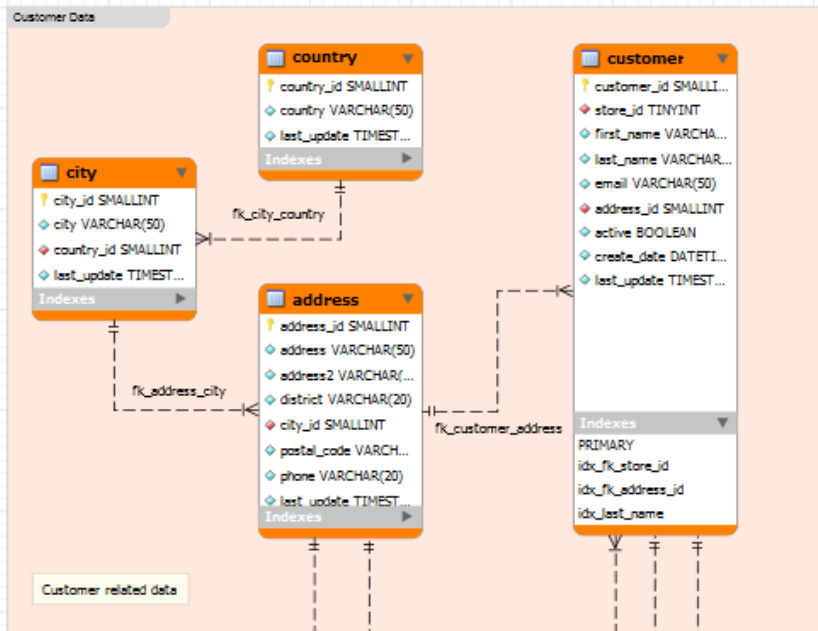 Customer Data
country
country_id SMALLINT
country VARCHAR(50)
last_update TIMEST...
Indexes
customer
customer_id SMALLI...
store_id TINYINT
first_name VARCHA...
last_name VARCHAR...
email VARCHAR(50)
address_id SMALLINT
active BOOLEAN
create_date DATETI...
last_update TIMEST...
Indexes
PRIMARY
idx_fk_store_id
idx_fk_address_id
idx_last_name
city
city_id SMALLINT
city VARCHAR(50)
country_id SMALLINT
last_update TIMEST...
Indexes
fk_city_country
address
address_id SMALLINT
address VARCHAR(50)
address2 VARCHAR(...
district VARCHAR(20)
city_id SMALLINT
postal_code VARCH...
phone VARCHAR(20)
last_update TIMEST...
Indexes
fk_address_city
fk_customer_address
Customer related data